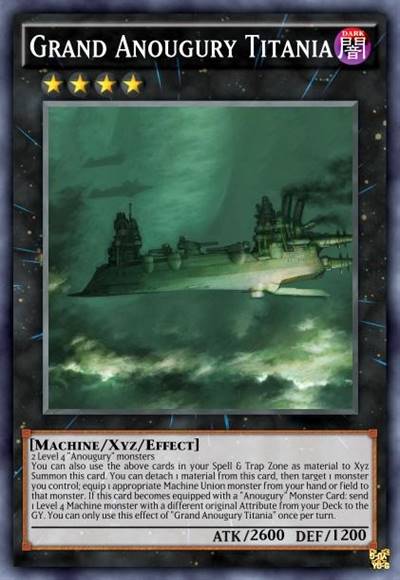 GRAND ANOUGURY TITANIA
DARK
闇
[MACHINE/XYZ/EFFECT]
2 Level 4 "Anougury" monsters
You can also use the above cards in your Spell & Trap Zone as material to Xyz
Summon this card. You can detach 1 material from this card, then target 1 monster
you control; equip 1 appropriate Machine Union monster from your hand or field to
that monster. If this card becomes equipped with a "Anougury" Monster Card: send
1 Level 4 Machine monster with a different original Attribute from your Deck to the
GY. You can only use this effect of "Grand Anougury Titania" once per turn.
ATK/2600 DEF/1200